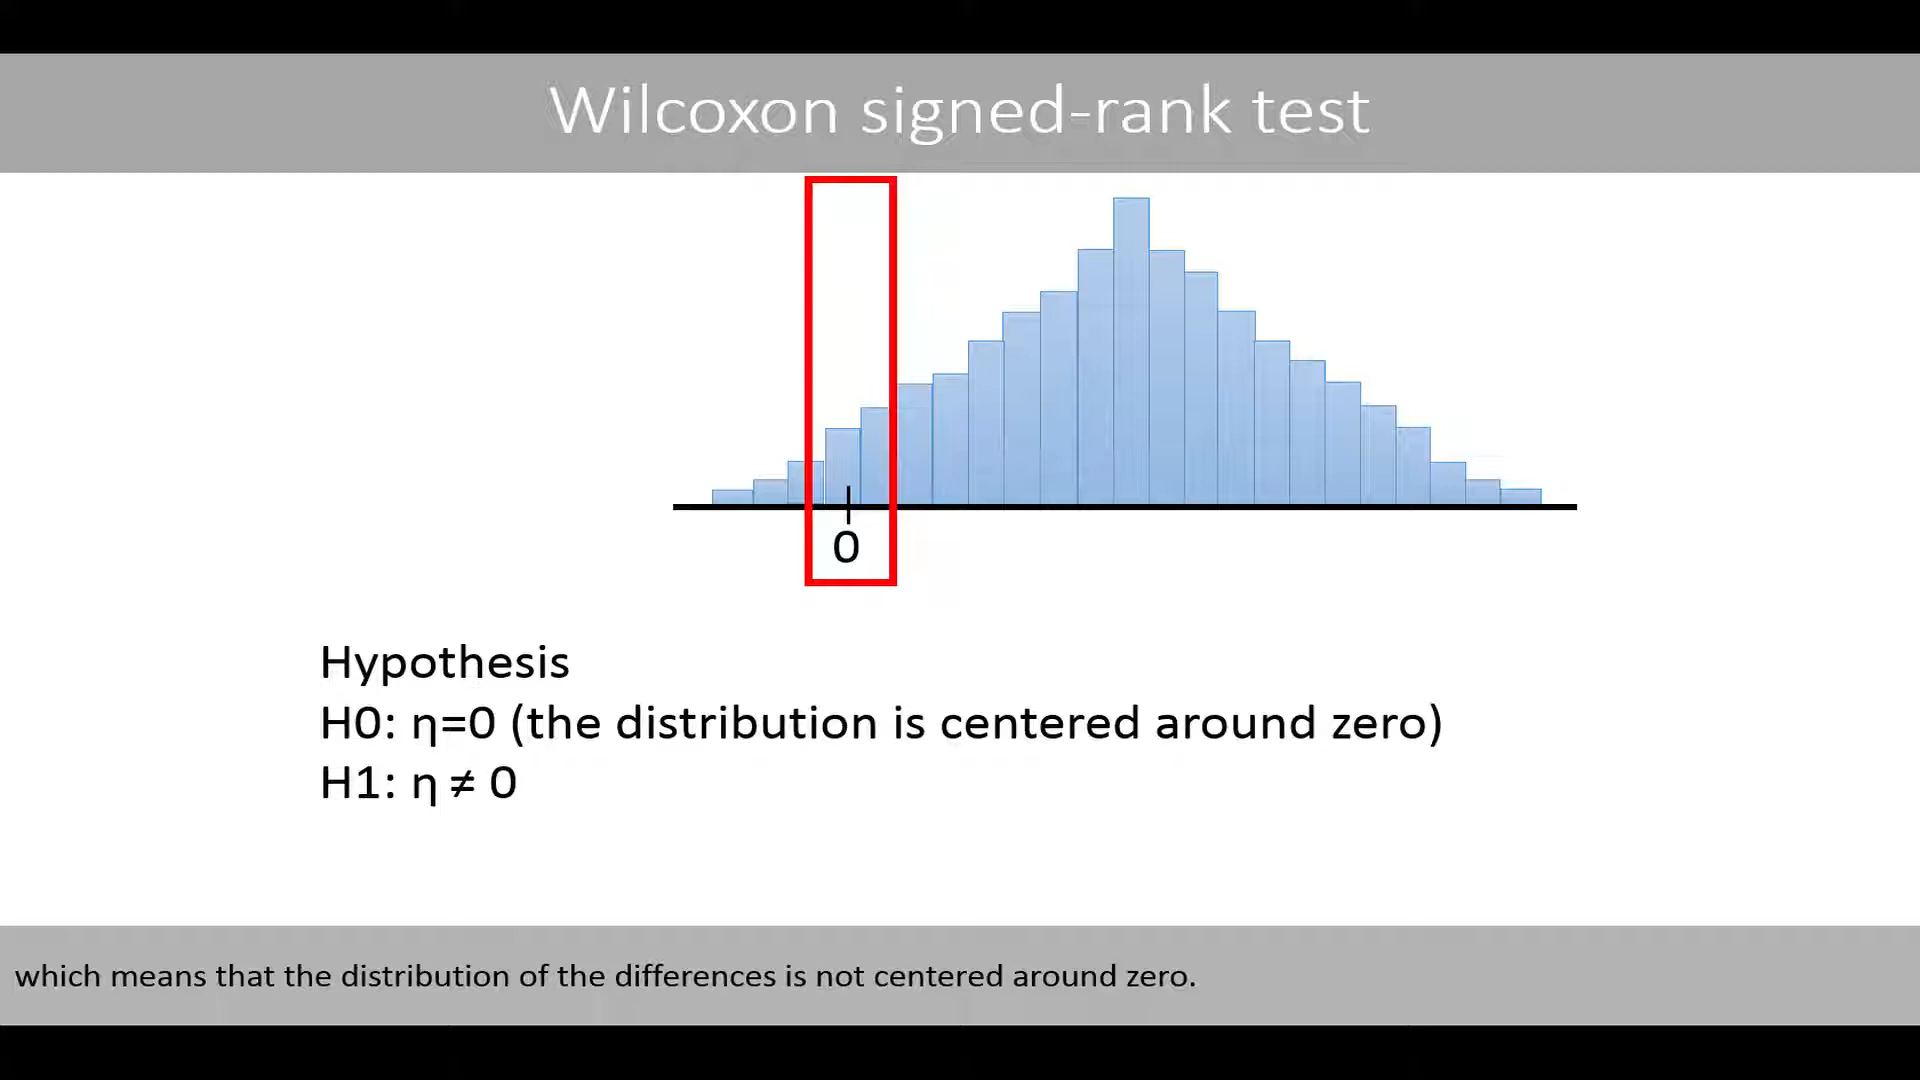 Wilcoxon signed-rank test
0
Hypothesis
H0: η=0 (the distribution is centered around zero)
H1: η ≠ 0
which means that the distribution of the differences is not centered around zero.